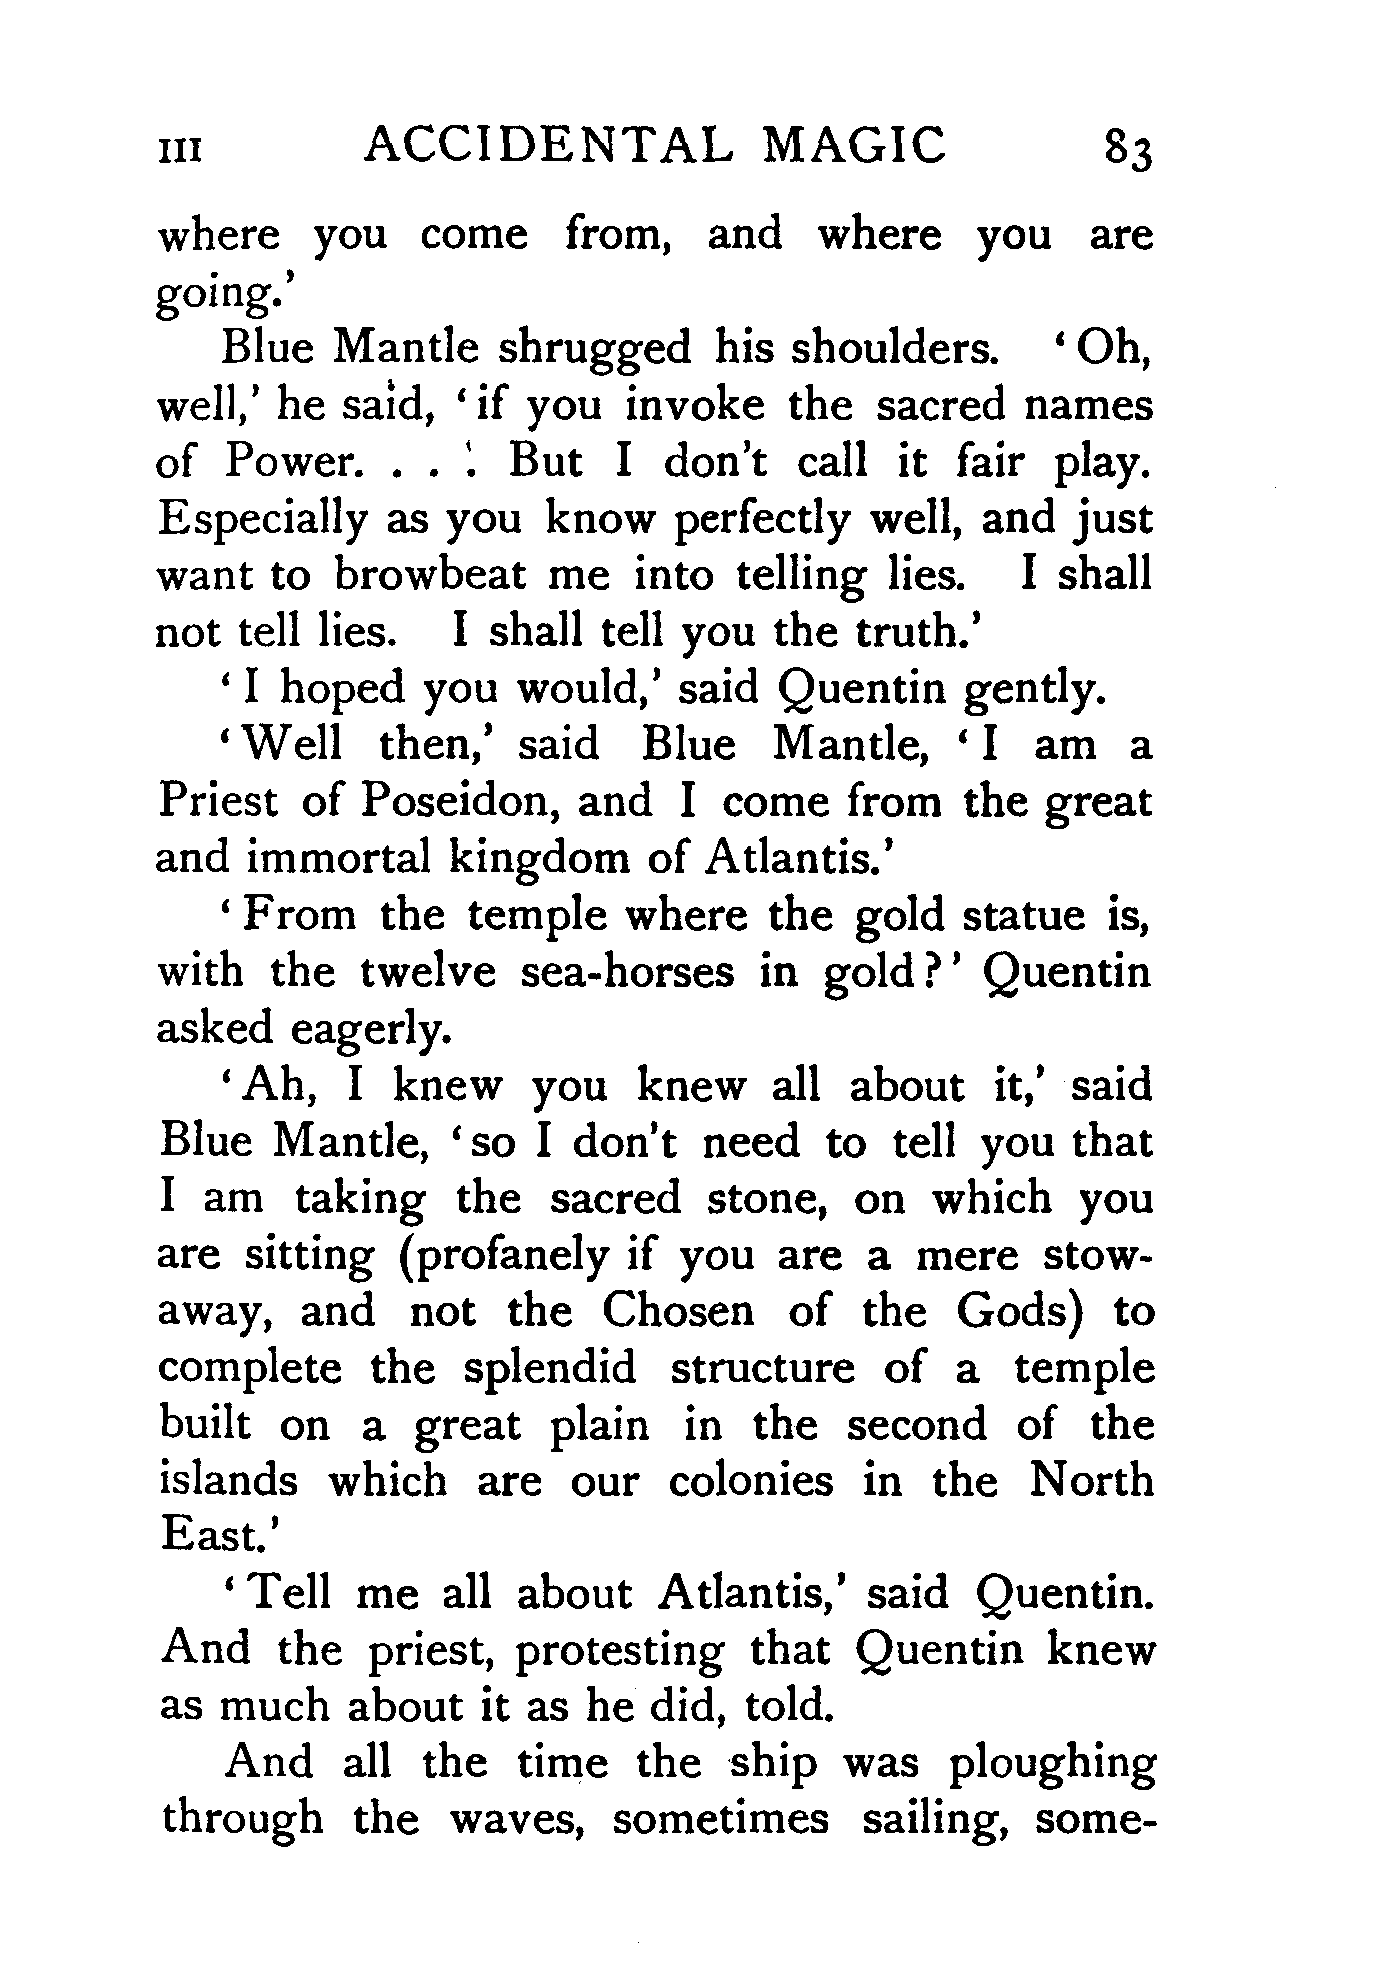 III ACCIDENTAL MAGIC 83
where you come from, and where you are
going.'
Blue Mantle shrugged his shoulders. 'Oh,
well,' he said, 'if you invoke the sacred names
of Power. . . . But I don't call it fair play.
Especially as you know perfectly well, and just
want to browbeat me into telling lies. I shall
not tell lies. I shall tell you the truth.'
'I hoped you would,' said Quentin gently.
'Well then,' said Blue Mantle, 'I am a
Priest of Poseidon, and I come from the great
and immortal kingdom of Atlantis.'
'From the temple where the gold statue is,
with the twelve sea-horses in gold?' Quentin
asked eagerly.
'Ah, I knew you knew all about it,' said
Blue Mantle, 'so I don't need to tell you that
I am taking the sacred stone, on which you
are sitting (profanely if you are a mere stow-
away, and not the Chosen of the Gods) to
complete the splendid structure of a temple
built on a great plain in the second of the
islands which are our colonies in the North
East.'
'Tell me all about Atlantis,' said Quentin.
And the priest, protesting that Quentin knew
as much about it as he did, told.
And all the time the ship was ploughing
through the waves, sometimes sailing, some-